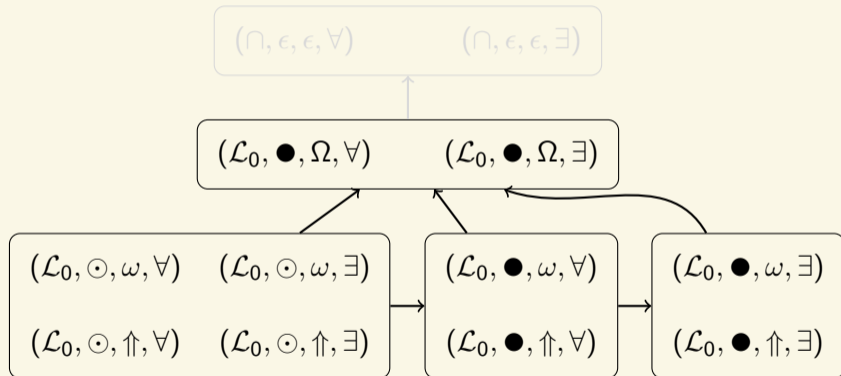 (∩, ϵ, ϵ, ∀) (∩, ϵ, ϵ, ∃)
(ℒ₀, ●, Ω, ∀) (ℒ₀, ●, Ω, ∃)
(ℒ₀, ⊙, ω, ∀) (ℒ₀, ⊙, ω, ∃) (ℒ₀, ●, ω, ∀) (ℒ₀, ●, ω, ∃)
(ℒ₀, ⊙, ⇑, ∀) (ℒ₀, ⊙, ⇑, ∃) (ℒ₀, ●, ⇑, ∀) (ℒ₀, ●, ⇑, ∃)